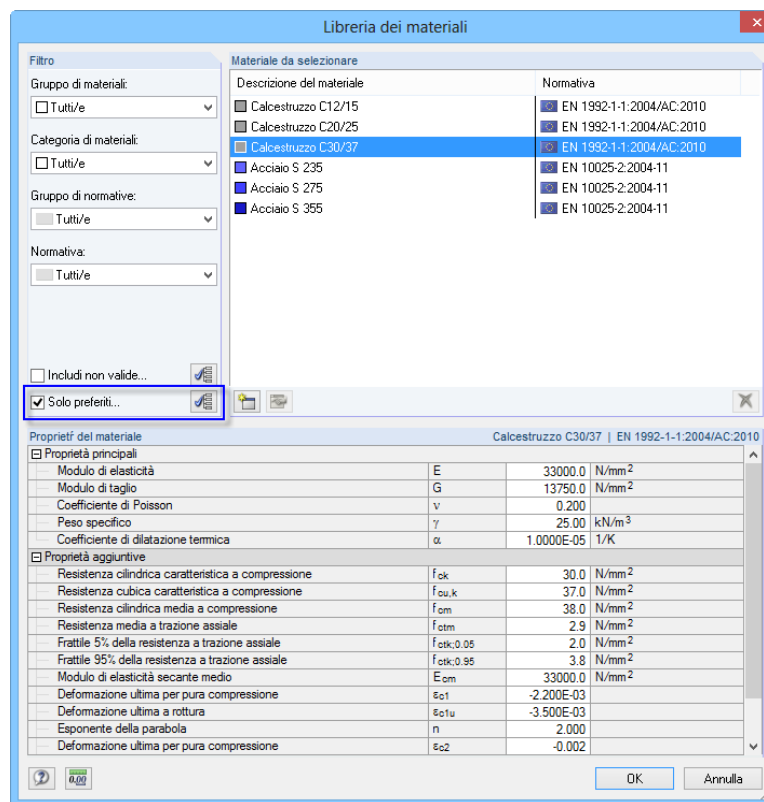 Libreria dei materiali
Filtro
Gruppo di materiali:
Tutti/e
Categoria di materiali:
Tutti/e
Gruppo di normative:
Tutti/e
Normativa:
Tutti/e
Includi non valide...
Solo preferiti...
Materiale da selezionare
Descrizione del materiale Normativa
Calcestruzzo C12/15 EN 1992-1-1:2004/AC:2010
Calcestruzzo C20/25 EN 1992-1-1:2004/AC:2010
Calcestruzzo C30/37 EN 1992-1-1:2004/AC:2010
Acciaio S 235 EN 10025-2:2004-11
Acciaio S 275 EN 10025-2:2004-11
Acciaio S 355 EN 10025-2:2004-11
Proprietř del materiale Calcestruzzo C30/37 | EN 1992-1-1:2004/AC:2010
Proprietà principali
Modulo di elasticità E 33000.0 N/mm2
Modulo di taglio G 13750.0 N/mm2
Coefficiente di Poisson ν 0.200
Peso specifico γ 25.00 kN/m3
Coefficiente di dilatazione termica α 1.0000E-05 1/K
Proprietà aggiuntive
Resistenza cilindrica caratteristica a compressione fck 30.0 N/mm2
Resistenza cubica caratteristica a compressione fcu,k 37.0 N/mm2
Resistenza cilindrica media a compressione fcm 38.0 N/mm2
Resistenza media a trazione assiale fctm 2.9 N/mm2
Frattile 5% della resistenza a trazione assiale fctk;0.05 2.0 N/mm2
Frattile 95% della resistenza a trazione assiale fctk;0.95 3.8 N/mm2
Modulo di elasticità secante medio Ecm 33000.0 N/mm2
Deformazione ultima per pura compressione εc1 -2.200E-03
Deformazione ultima a rottura εc1u -3.500E-03
Esponente della parabola n 2.000
Deformazione ultima per pura compressione εc2 -0.002
0.00
OK Annulla